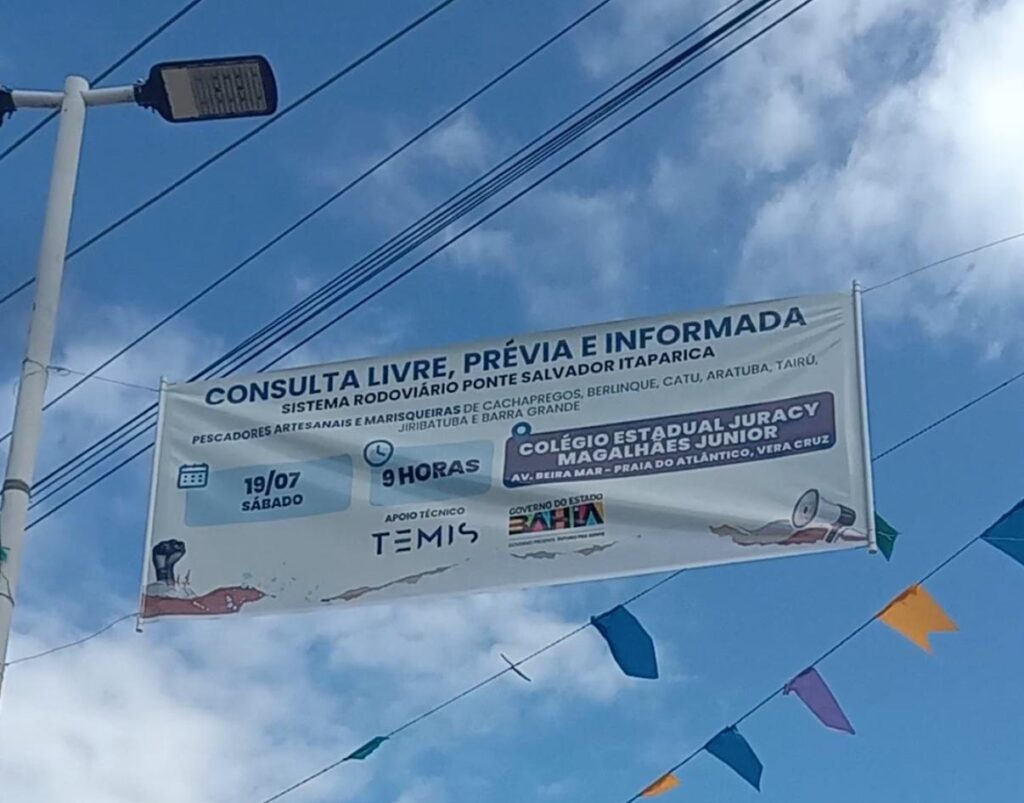 CONSULTA LIVRE, PRÉVIA E INFORMADA
SISTEMA RODOVIÁRIO PONTE SALVADOR ITAPARICA
PESCADORES ARTESANAIS E MARISQUEIRAS DE CACHAPREGOS, BERLINQUE, CATU, ARATUBA, TAIRÚ,
JIRIBATUBA E BARRA GRANDE
19/07
SÁBADO
9 HORAS
COLÉGIO ESTADUAL JURACY
MAGALHÃES JUNIOR
AV. BEIRA MAR - PRAIA DO ATLÂNTICO, VERA CRUZ
APOIO TÉCNICO
TEMIS
GOVERNO DO ESTADO
BAHIA